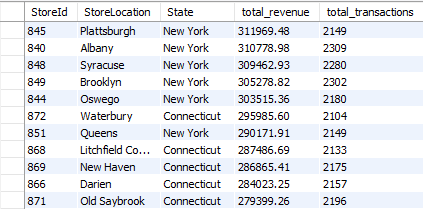 StoreId StoreLocation State total_revenue total_transactions
845 Plattsburgh New York 311969.48 2149
840 Albany New York 310778.98 2309
848 Syracuse New York 309462.93 2280
849 Brooklyn New York 305278.82 2302
844 Oswego New York 303515.36 2180
872 Waterbury Connecticut 295985.60 2104
851 Queens New York 290171.91 2149
868 Litchfield Co... Connecticut 287486.69 2133
869 New Haven Connecticut 286865.41 2175
866 Darien Connecticut 284023.25 2157
871 Old Saybrook Connecticut 279399.26 2196